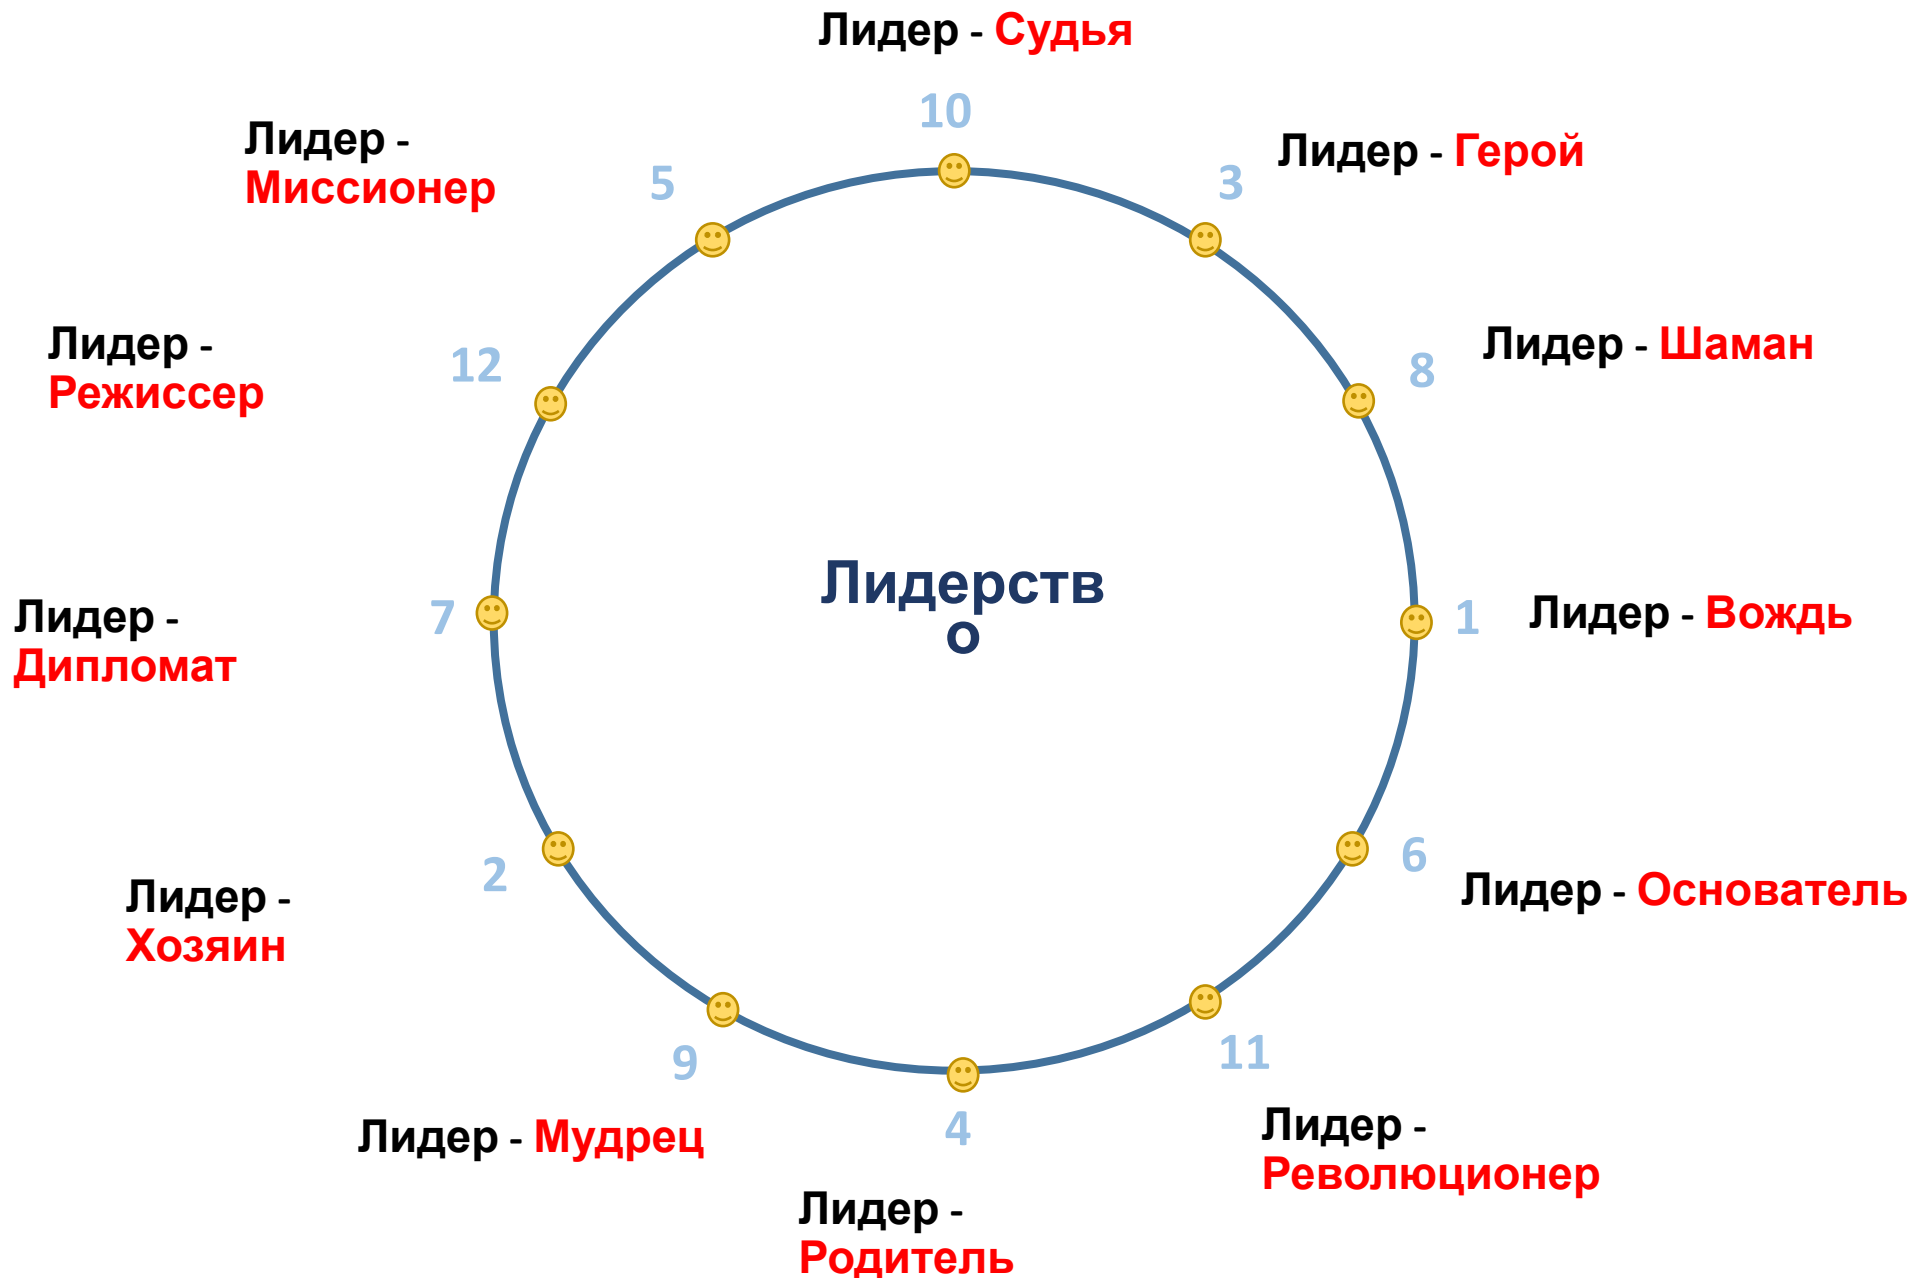 Лидер - Судья
10
Лидер -
Миссионер
5
3
Лидер - Герой
Лидер -
Режиссер
12
8
Лидер - Шаман
Лидерств
о
Лидер -
Дипломат
7
1
Лидер - Вождь
2
6
Лидер -
Хозяин
Лидер - Основатель
9
11
Лидер - Мудрец
4
Лидер -
Революционер
Лидер -
Родитель